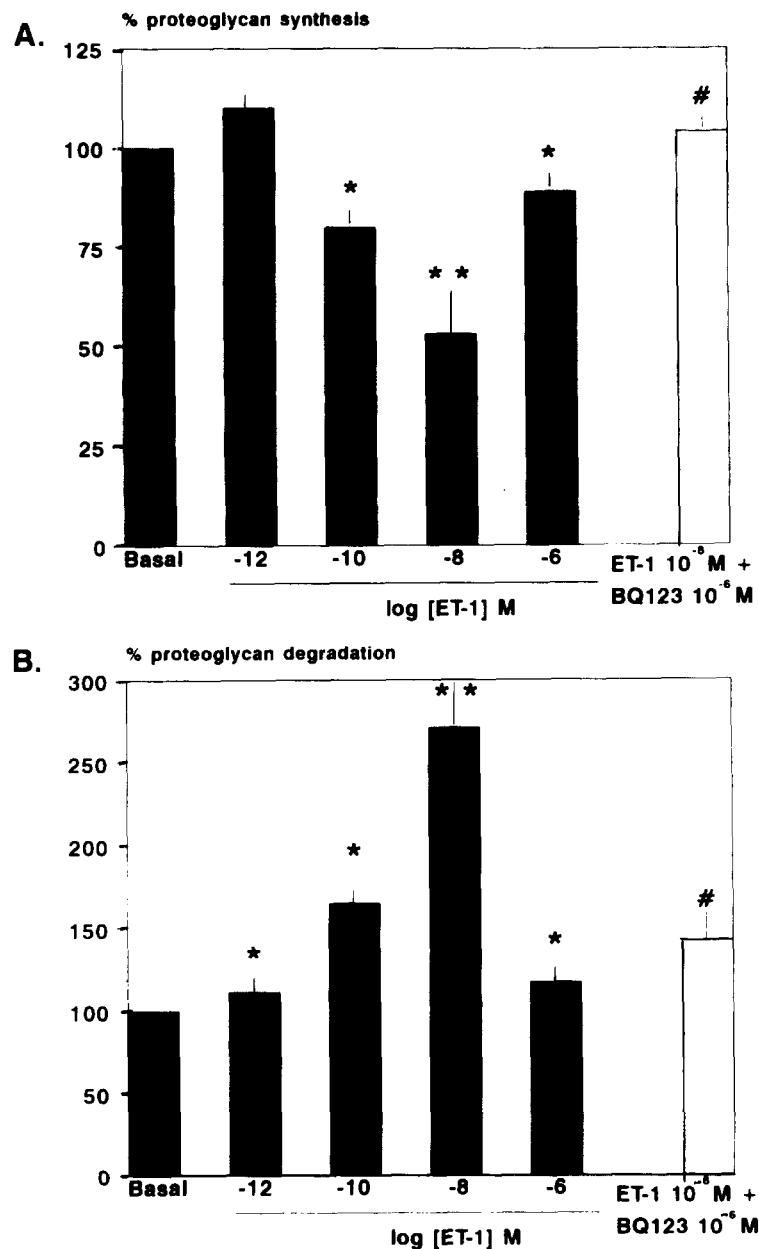 A.
% proteoglycan synthesis
125
100
75
50
25
0
*
* *
*
#
Basal
-12
-10
-8
-6
ET-1 10⁻⁸ M +
BQ123 10⁻⁶ M
log [ET-1] M
B.
% proteoglycan degradation
300
250
200
150
100
50
0
*
*
* *
*
#
Basal
-12
-10
-8
-6
ET-1 10⁻⁸ M +
BQ123 10⁻⁶ M
log [ET-1] M